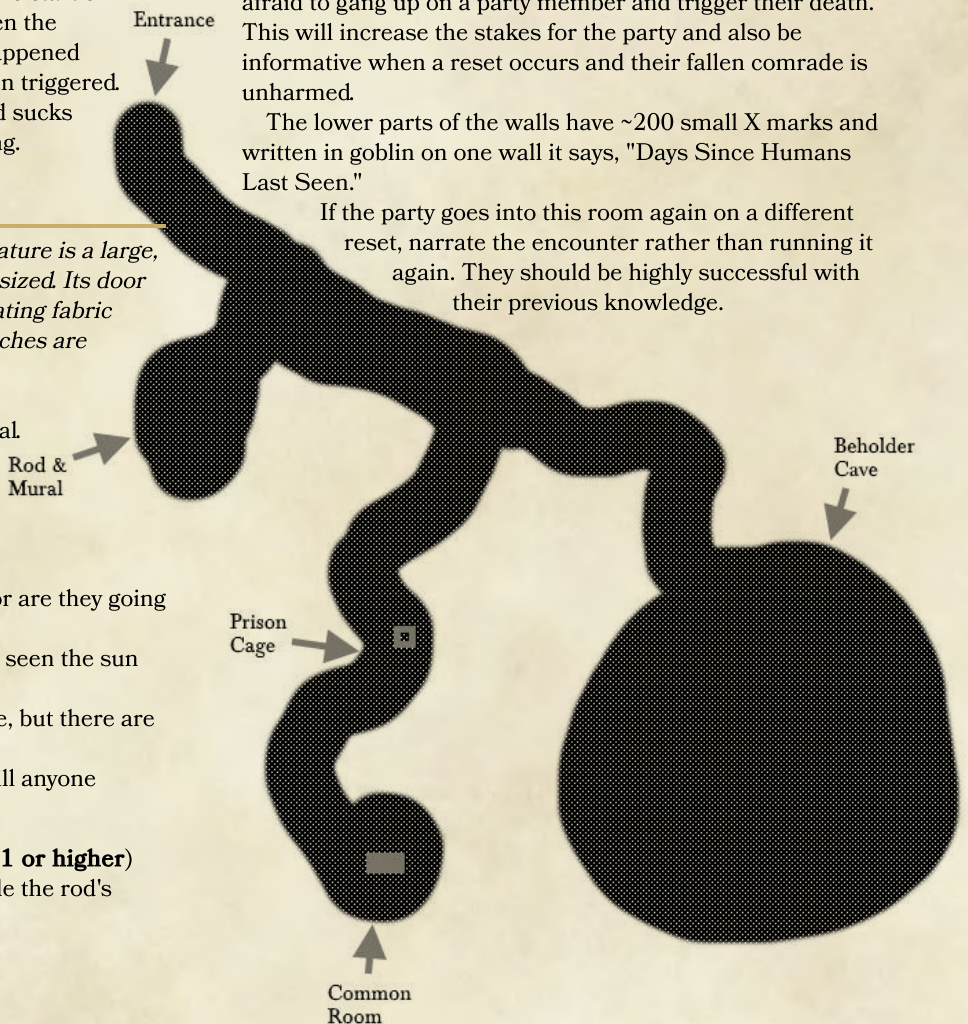 Entrance
en the
appened
n triggered.
d sucks
g.
ature is a large,
sized. Its door
ating fabric
ches are
al.
Rod &
Mural
or are they going
seen the sun
e, but there are
ll anyone
1 or higher)
le the rod's
afraid to gang up on a party member and trigger their death.
This will increase the stakes for the party and also be
informative when a reset occurs and their fallen comrade is
unharmed.
The lower parts of the walls have ~200 small X marks and
written in goblin on one wall it says, "Days Since Humans
Last Seen."
If the party goes into this room again on a different
reset, narrate the encounter rather than running it
again. They should be highly successful with
their previous knowledge.
Beholder
Cave
Prison
Cage
Common
Room